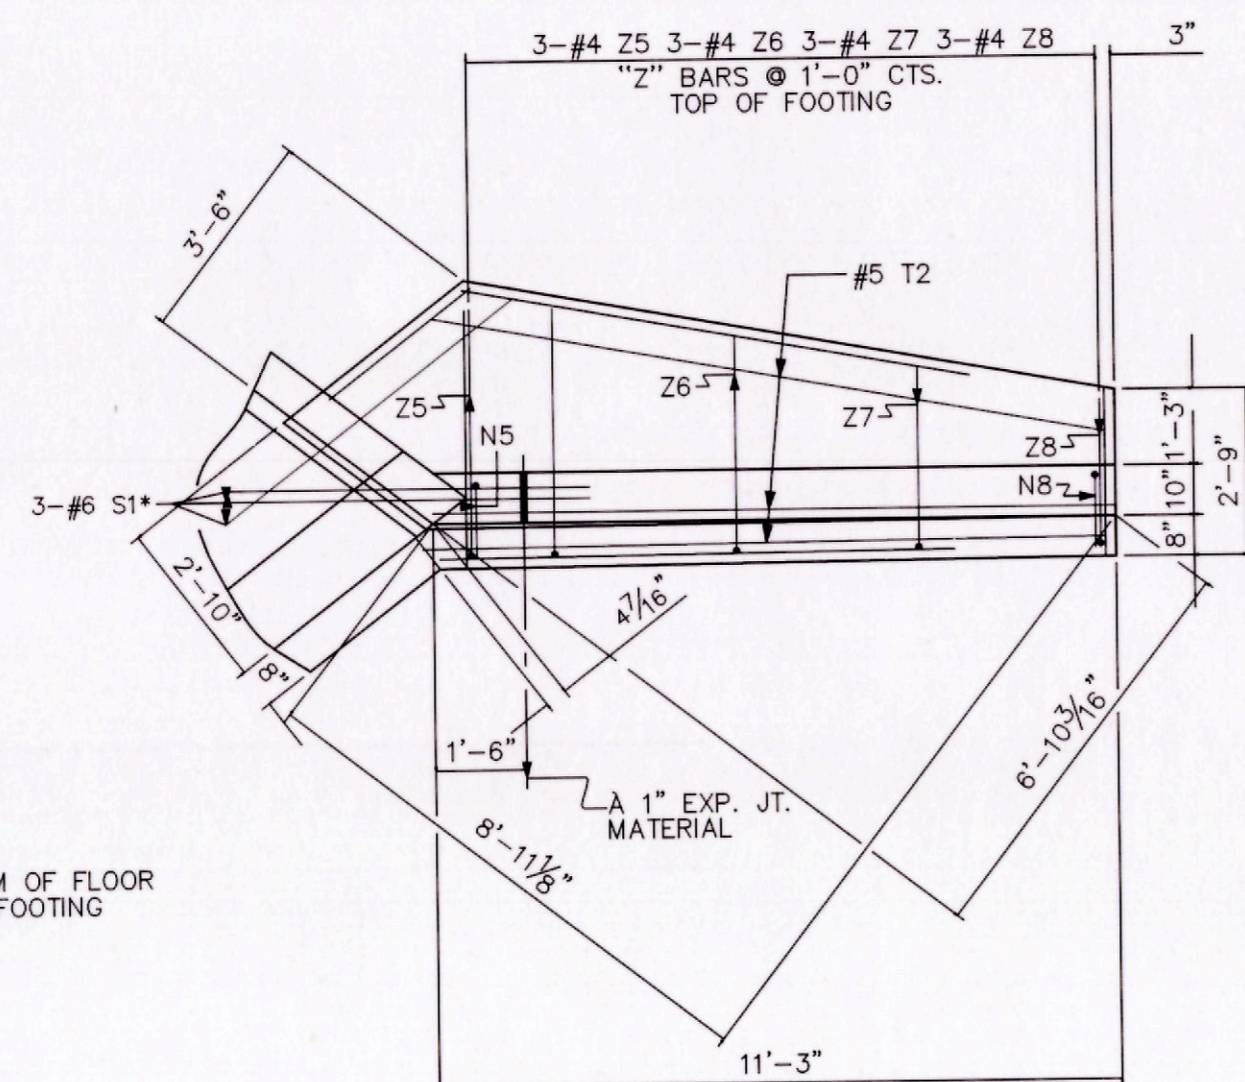 3-#4 Z5 3-#4 Z6 3-#4 Z7 3-#4 Z8
3"
"Z" BARS @ 1'-0" CTS.
TOP OF FOOTING
3'-6"
#5 T2
Z6
Z5
Z7
N5
Z8
1'-3"
2'-9"
N8
10"
3-#6 S1*
8"
2'-10"
4 7/16"
8"
6'-10 3/16"
1'-6"
A 1" EXP. JT.
MATERIAL
8'-11 1/8"
M OF FLOOR
FOOTING
11'-3"